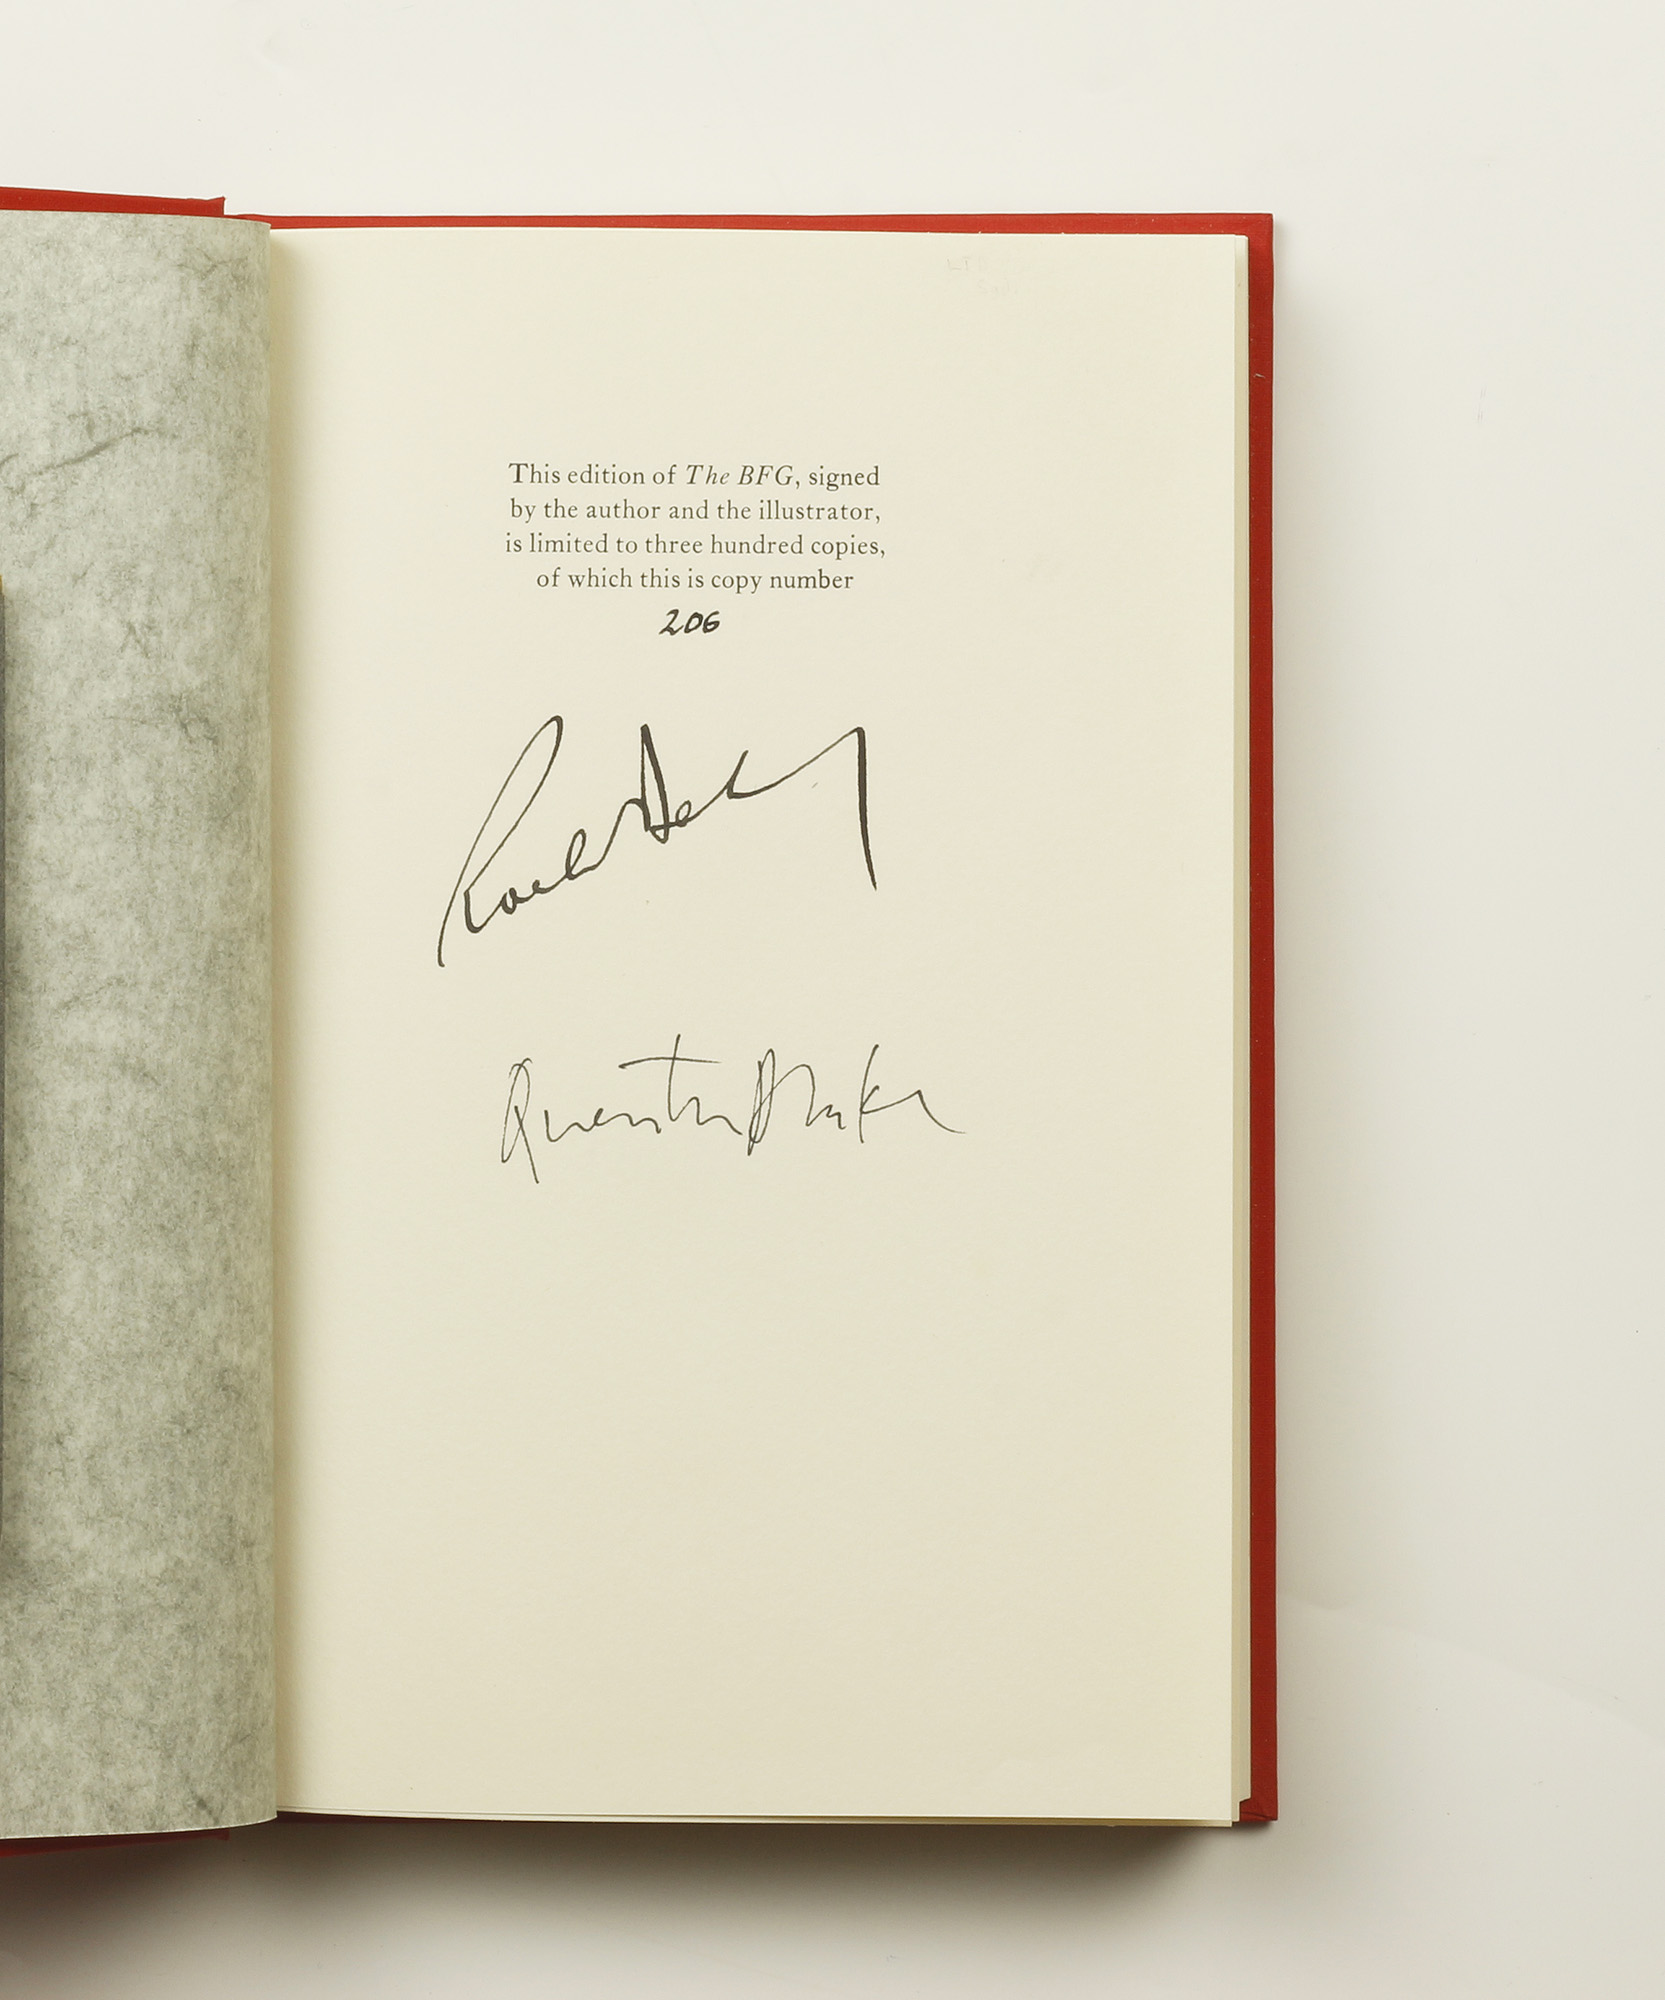 This edition of The BFG, signed
by the author and the illustrator,
is limited to three hundred copies,
of which this is copy number
206
Roald Dahl
Quentin Blake